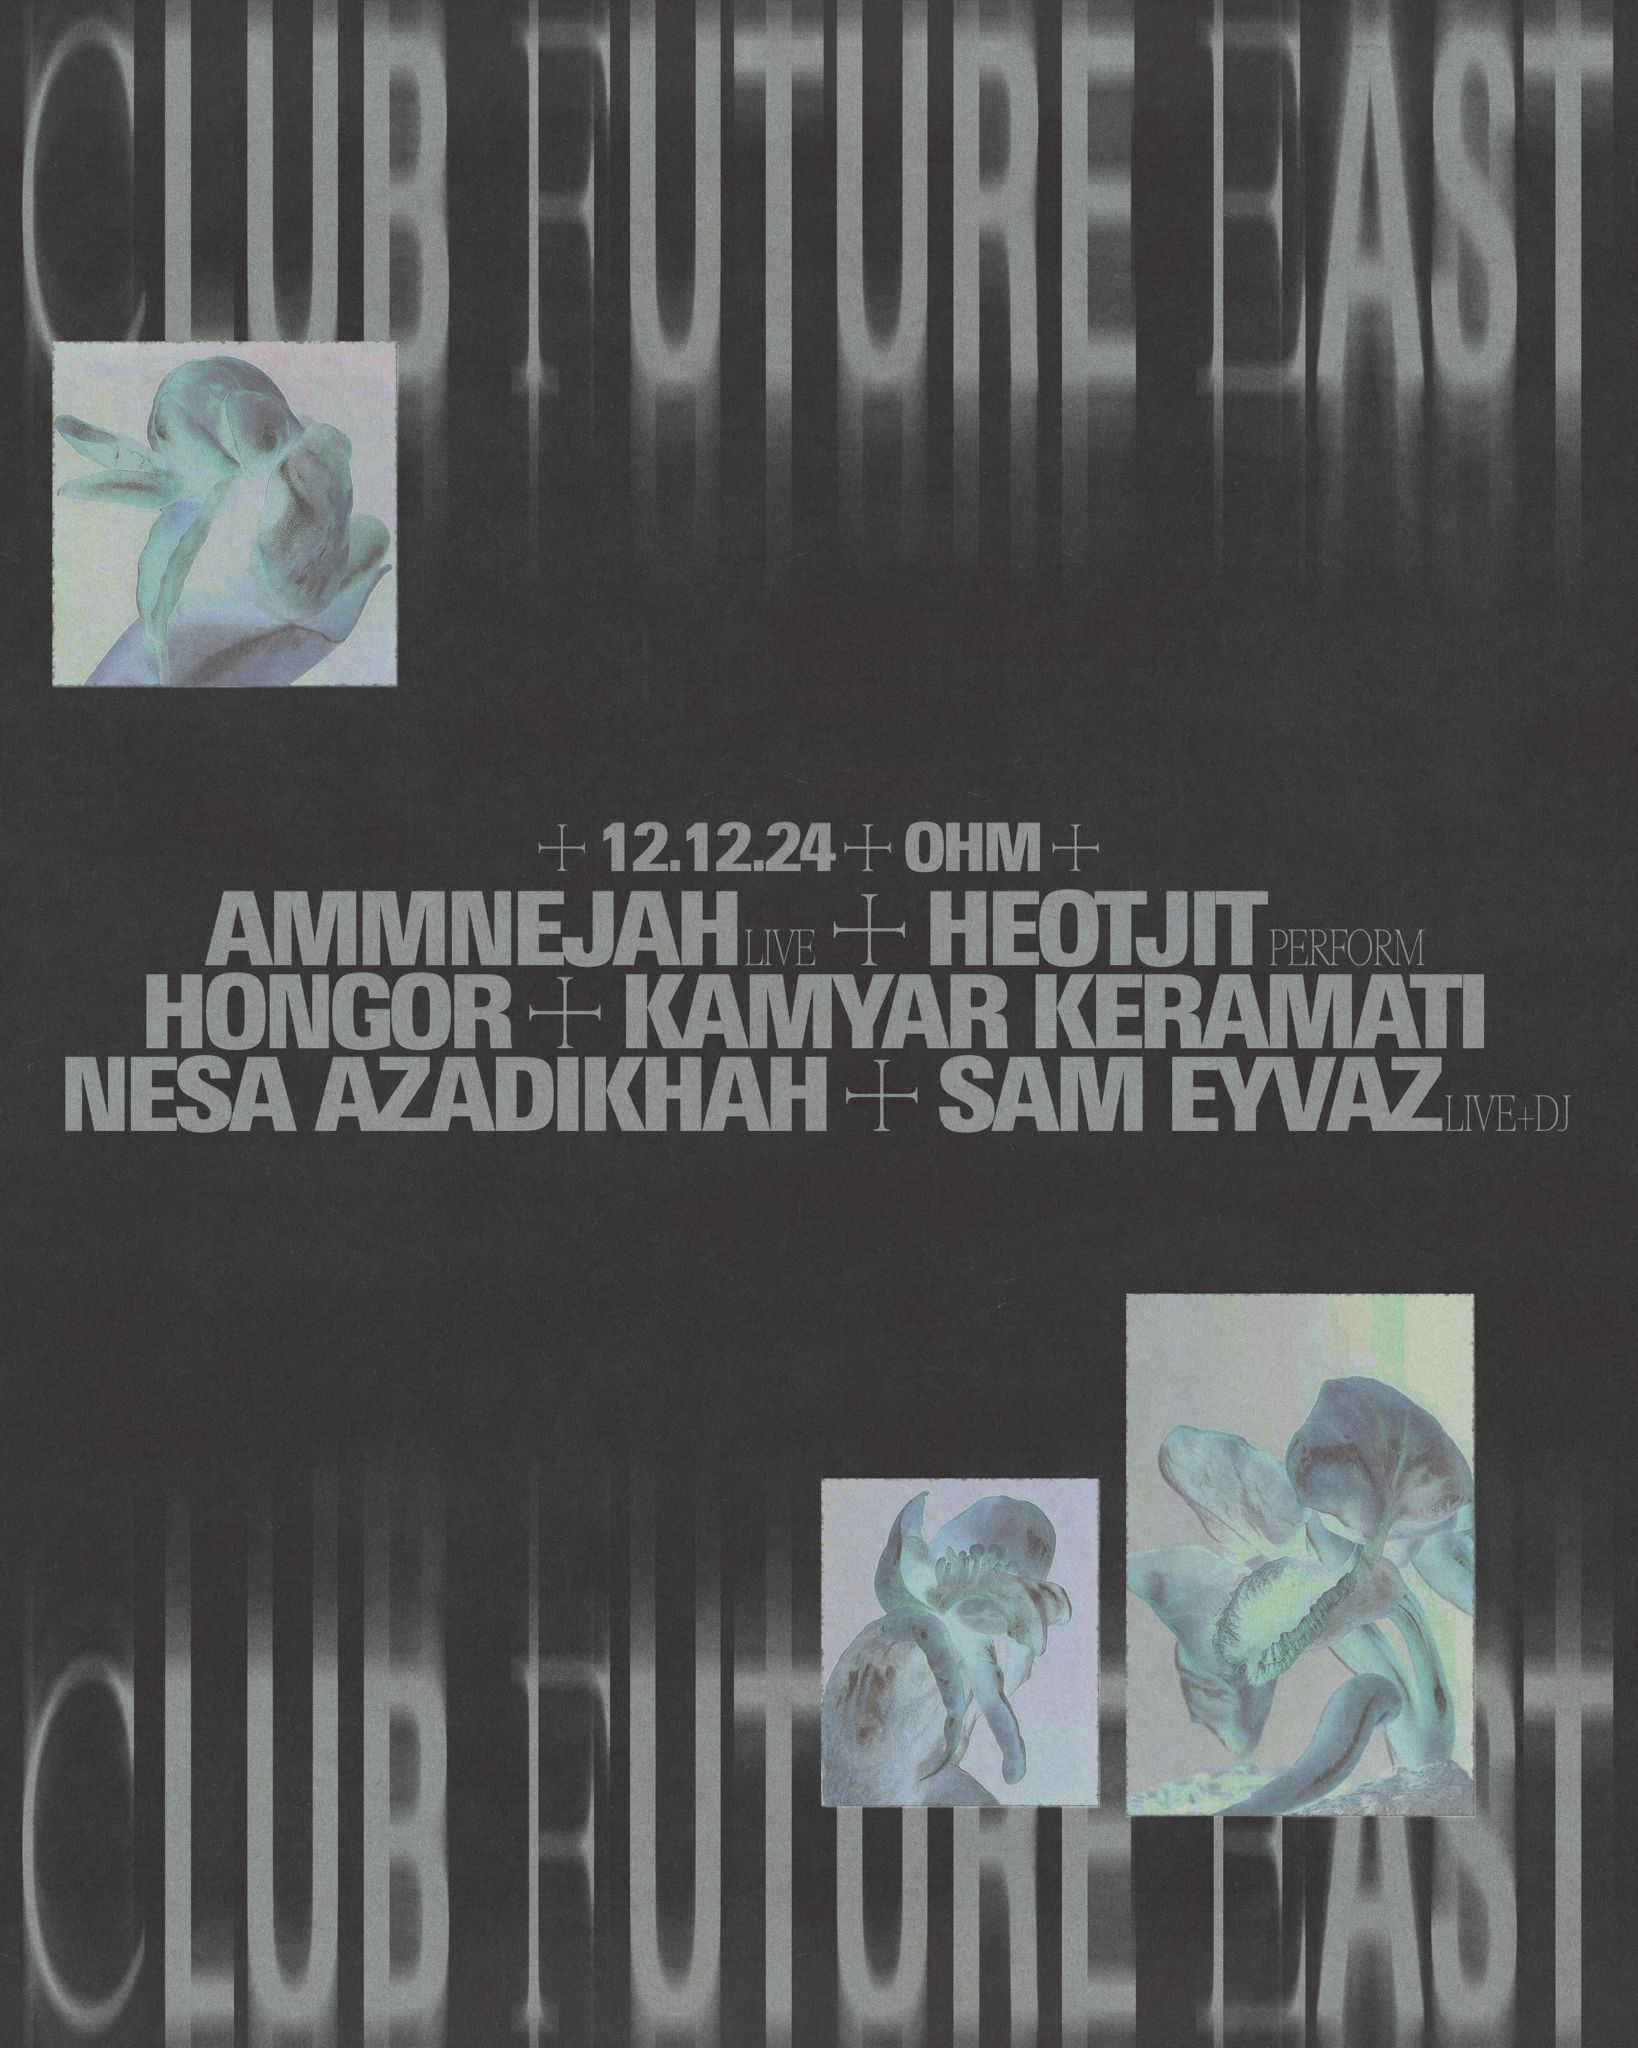 CLUB FUTURE EAST
+ 12.12.24 + OHM +
AMMNEJAH LIVE + HEOTJIT PERFORM
HONGOR + KAMYAR KERAMATI
NESA AZADIKHAH + SAM EYVAZ LIVE+DJ
CLUB FUTURE EAST